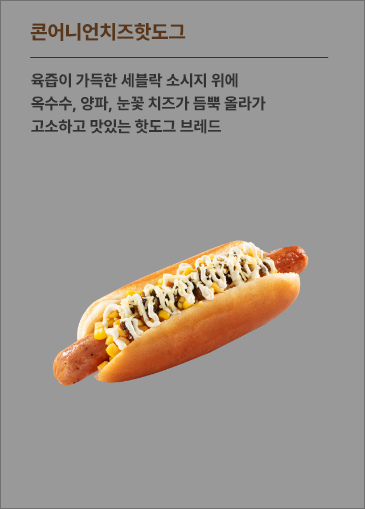 콘어니언치즈핫도그
육즙이 가득한 세블락 소시지 위에
옥수수, 양파, 눈꽃 치즈가 듬뿍 올라가
고소하고 맛있는 핫도그 브레드